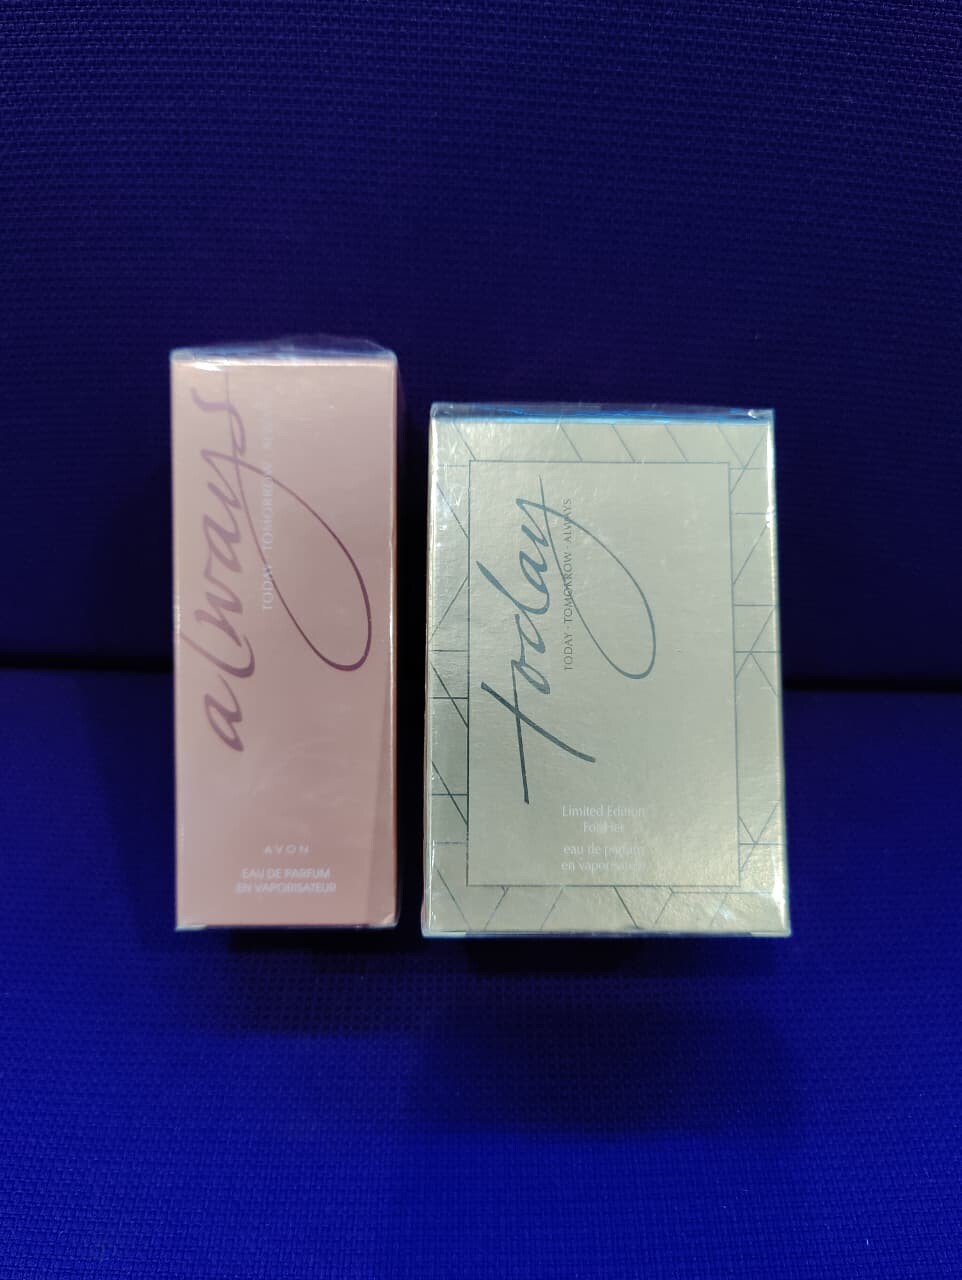 always
TODAY · TOMORROW · ALWAYS
AVON
EAU DE PARFUM
EN VAPORISATEUR
today
TODAY · TOMORROW · ALWAYS
Limited Edition
For Her
eau de parfum
en vaporisateur